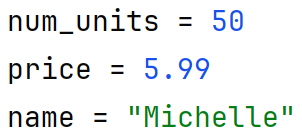 num_units = 50
price = 5.99
name = "Michelle"